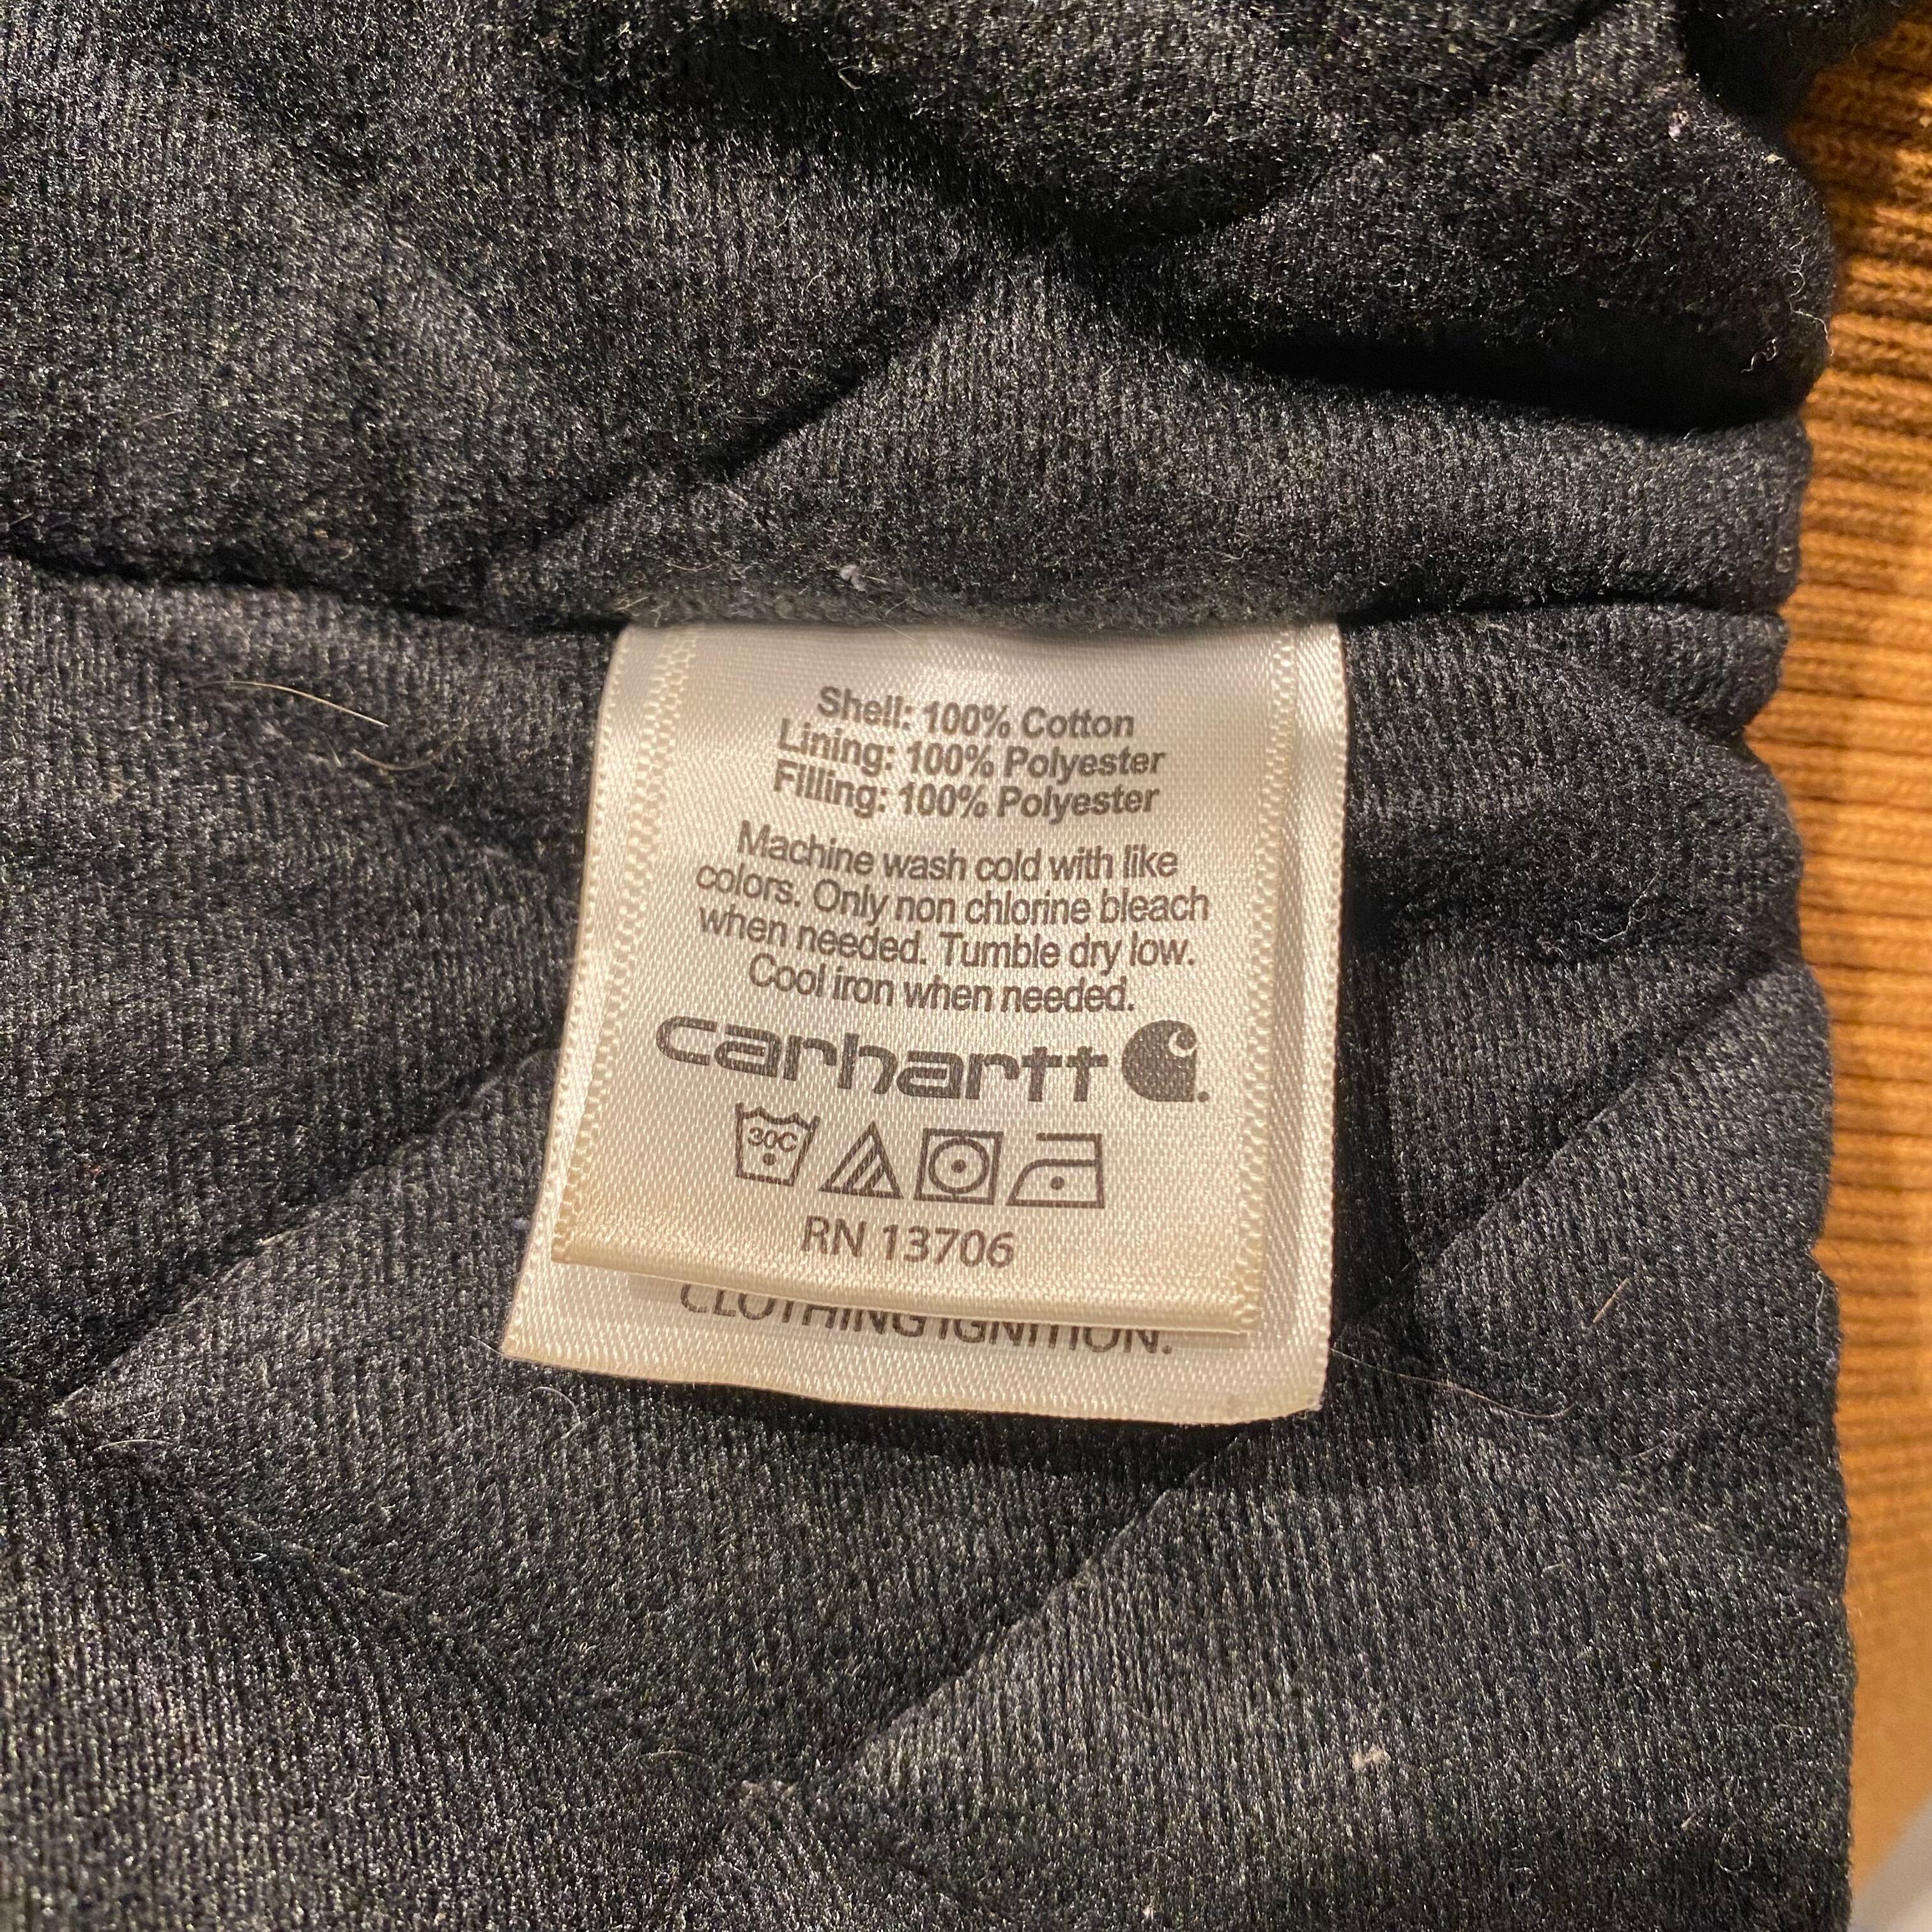 Shell: 100% Cotton
Lining: 100% Polyester
Filling: 100% Polyester
Machine wash cold with like
colors. Only non chlorine bleach
when needed. Tumble dry low.
Cool iron when needed.
carhartt
30C
RN 13706
CLOTHING IGNITION.